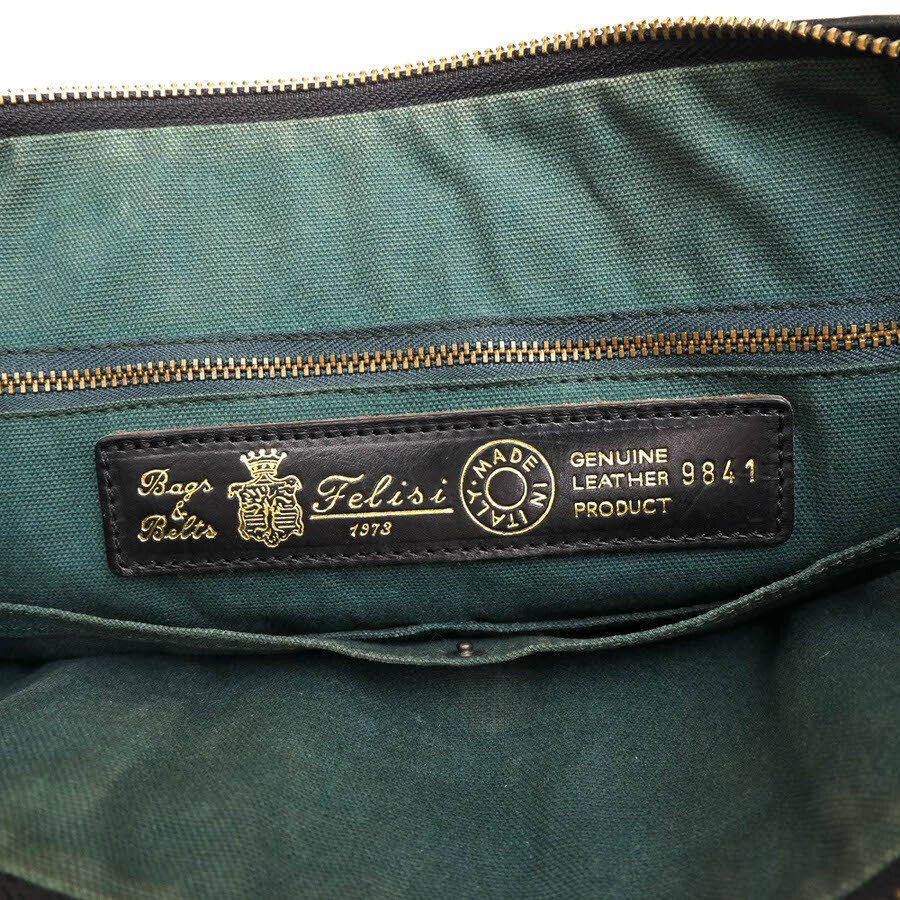 Bags
&
Belts
Felisi
1973
MADE IN ITALY
GENUINE
LEATHER
PRODUCT
9841